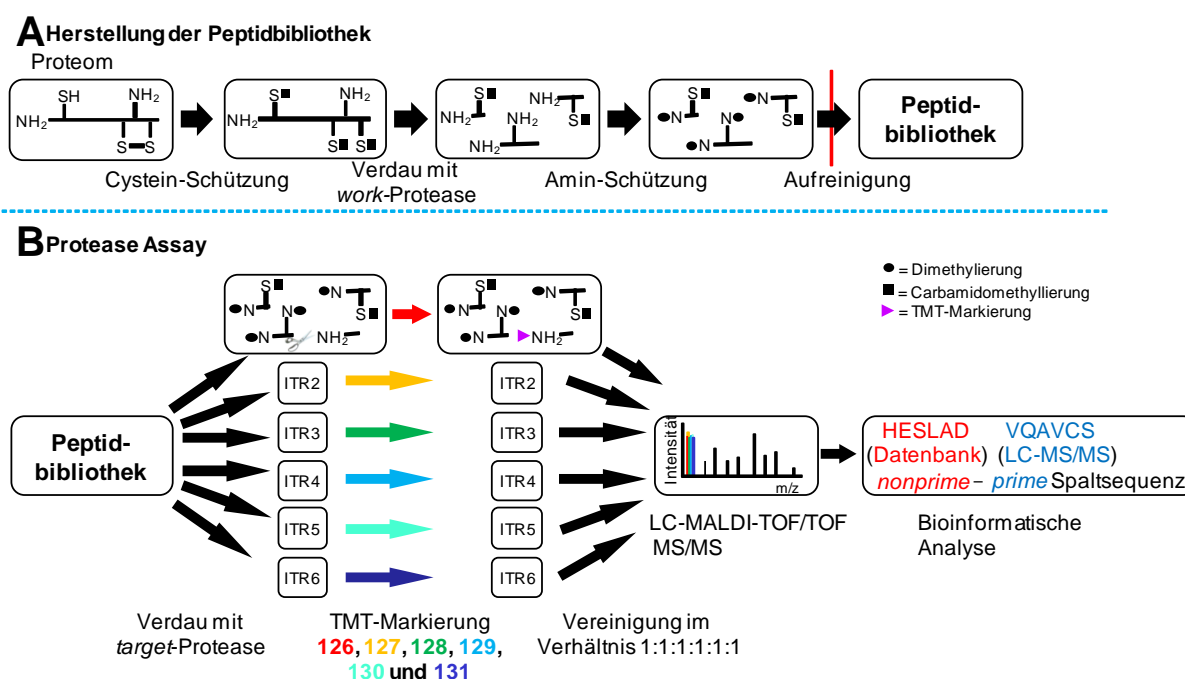 A Herstellung der Peptidbibliothek
Proteom
SH NH2
NH2
S S
S
NH2
NH2
S S
S
NH2
NH2 NH2
S
NH2
S
N
N N
S
N
Peptid-
bibliothek
Cystein-Schützung
Verdau mit
work-Protease
Amin-Schützung
Aufreinigung
B Protease Assay
S
N
N N
S
N NH2
S
N
N N
S
N NH2
= Dimethylierung
= Carbamidomethyllierung
= TMT-Markierung
Peptid-
bibliothek
ITR2
ITR3
ITR4
ITR5
ITR6
ITR2
ITR3
ITR4
ITR5
ITR6
Intensität
m/z
HESLAD VQAVCS
(Datenbank) (LC-MS/MS)
nonprime – prime Spaltsequenz
LC-MALDI-TOF/TOF
MS/MS
Bioinformatische
Analyse
Verdau mit
target-Protease
TMT-Markierung
126, 127, 128, 129,
130 und 131
Vereinigung im
Verhältnis 1:1:1:1:1:1